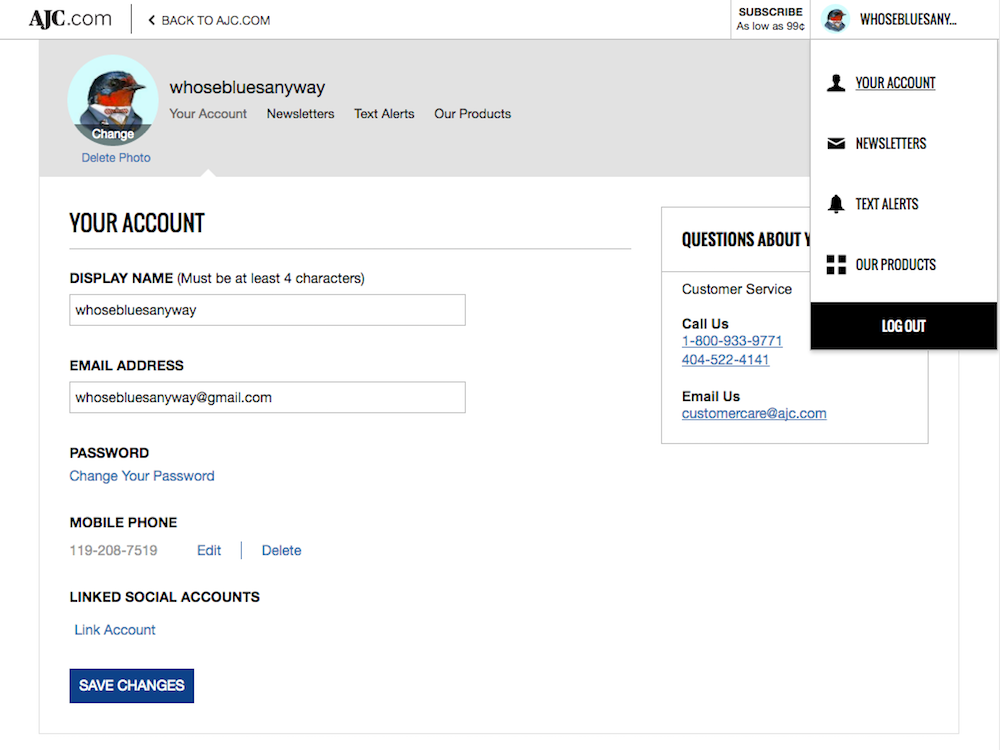 AJC.com
BACK TO AJC.COM
SUBSCRIBE
As low as 99¢
WHOSEBLUESANY...
YOUR ACCOUNT
NEWSLETTERS
TEXT ALERTS
OUR PRODUCTS
LOG OUT
Change
Delete Photo
whosebluesanyway
Your Account Newsletters Text Alerts Our Products
YOUR ACCOUNT
DISPLAY NAME (Must be at least 4 characters)
whosebluesanyway
EMAIL ADDRESS
whosebluesanyway@gmail.com
PASSWORD
Change Your Password
MOBILE PHONE
119-208-7519 Edit Delete
LINKED SOCIAL ACCOUNTS
Link Account
SAVE CHANGES
QUESTIONS ABOUT
Customer Service
Call Us
1-800-933-9771
404-522-4141
Email Us
customercare@ajc.com